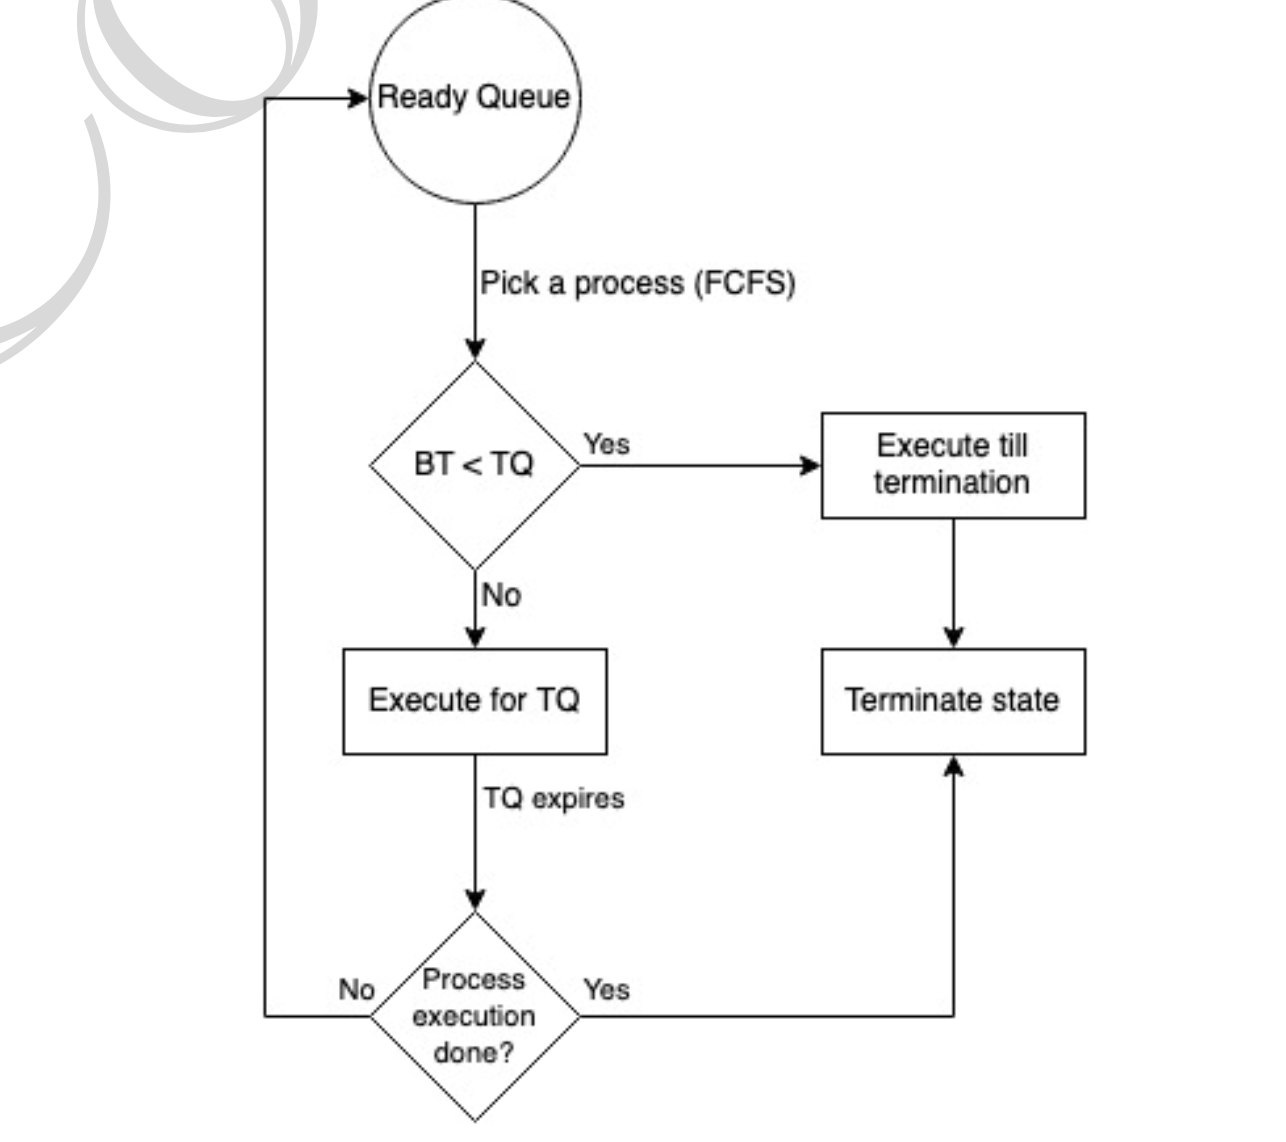 Ready Queue
Pick a process (FCFS)
BT < TQ
Yes
Execute till
termination
No
Execute for TQ
Terminate state
TQ expires
No
Process
execution
done?
Yes